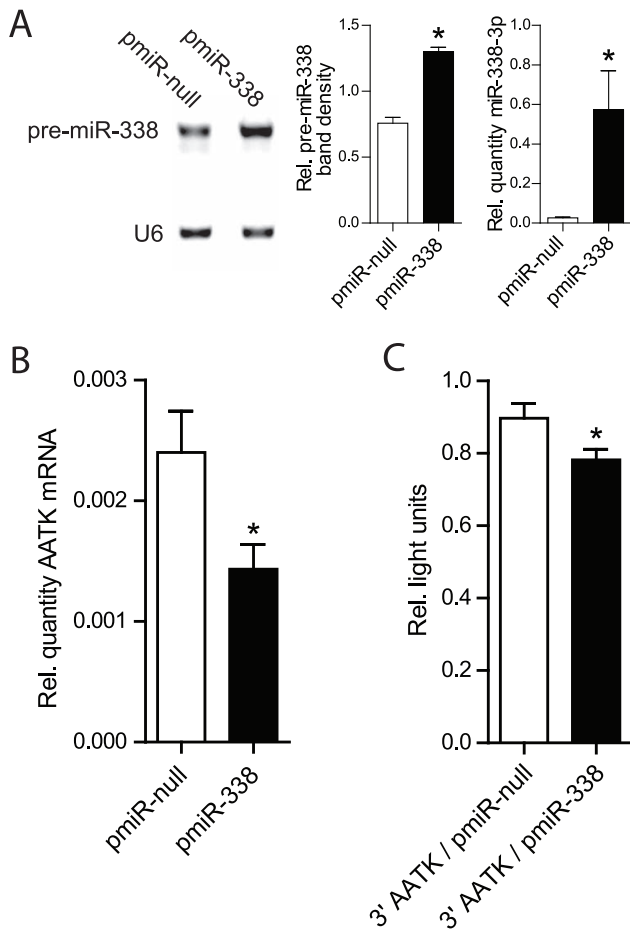 A
pmiR-null
pmiR-338
pre-miR-338
U6
Rel. pre-miR-338
band density
1.5
1.0
0.5
0.0
*
pmiR-null
pmiR-338
Rel. quantity miR-338-3p
1.0
0.8
0.6
0.4
0.2
0.0
*
pmiR-null
pmiR-338
B
Rel. quantity AATK mRNA
0.003
0.002
0.001
0.000
*
pmiR-null
pmiR-338
C
Rel. light units
1.0
0.8
0.6
0.4
0.2
0.0
*
3' AATK / pmiR-null
3' AATK / pmiR-338